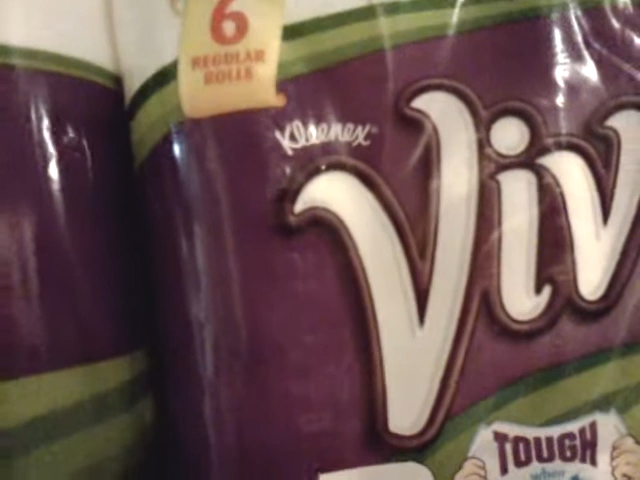 6
REGULAR
ROLLS
Kleenex
Viv
TOUGH
when